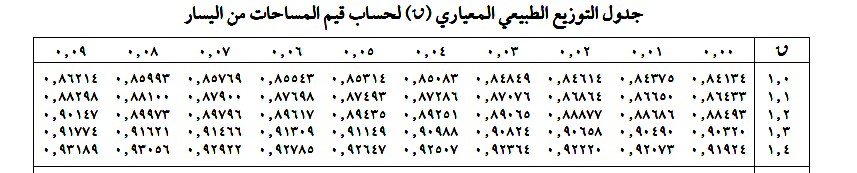 جدول التوزيع الطبيعي المعياري (ن) لحساب قيم المساحات من اليسار
ن ٠,٠٠ ٠,٠١ ٠,٠٢ ٠,٠٣ ٠,٠٤ ٠,٠٥ ٠,٠٦ ٠,٠٧ ٠,٠٨ ٠,٠٩
١,٠ ٠,٨٤١٣٤ ٠,٨٤٣٧٥ ٠,٨٤٦١٤ ٠,٨٤٨٤٩ ٠,٨٥٠٨٣ ٠,٨٥٣١٤ ٠,٨٥٥٤٣ ٠,٨٥٧٦٩ ٠,٨٥٩٩٣ ٠,٨٦٢١٤
١,١ ٠,٨٦٤٣٣ ٠,٨٦٦٥٠ ٠,٨٦٨٦٤ ٠,٨٧٠٧٦ ٠,٨٧٢٨٦ ٠,٨٧٤٩٣ ٠,٨٧٦٩٨ ٠,٨٧٩٠٠ ٠,٨٨١٠٠ ٠,٨٨٢٩٨
١,٢ ٠,٨٨٤٩٣ ٠,٨٨٦٨٦ ٠,٨٨٨٧٧ ٠,٨٩٠٦٥ ٠,٨٩٢٥١ ٠,٨٩٤٣٥ ٠,٨٩٦١٧ ٠,٨٩٧٩٦ ٠,٨٩٩٧٣ ٠,٩٠١٤٧
١,٣ ٠,٩٠٣٢٠ ٠,٩٠٤٩٠ ٠,٩٠٦٥٨ ٠,٩٠٨٢٤ ٠,٩٠٩٨٨ ٠,٩١١٤٩ ٠,٩١٣٠٩ ٠,٩١٤٦٦ ٠,٩١٦٢١ ٠,٩١٧٧٤
١,٤ ٠,٩١٩٢٤ ٠,٩٢٠٧٣ ٠,٩٢٢٢٠ ٠,٩٢٣٦٤ ٠,٩٢٥٠٧ ٠,٩٢٦٤٧ ٠,٩٢٧٨٥ ٠,٩٢٩٢٢ ٠,٩٣٠٥٦ ٠,٩٣١٨٩